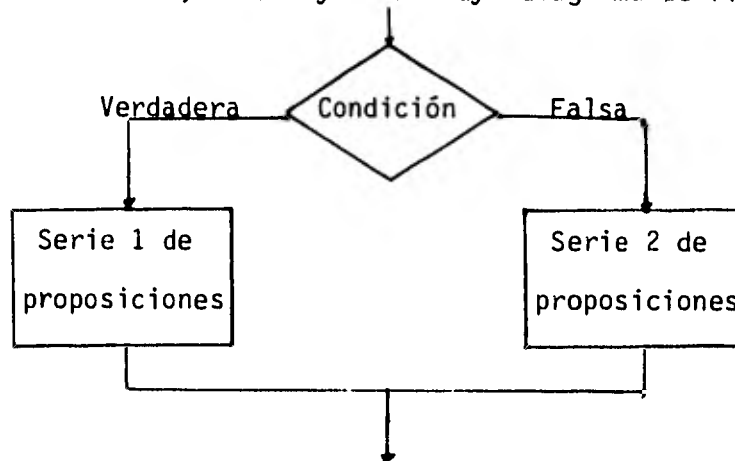 Verdadera Condición Falsa
Serie 1 de
proposiciones
Serie 2 de
proposiciones